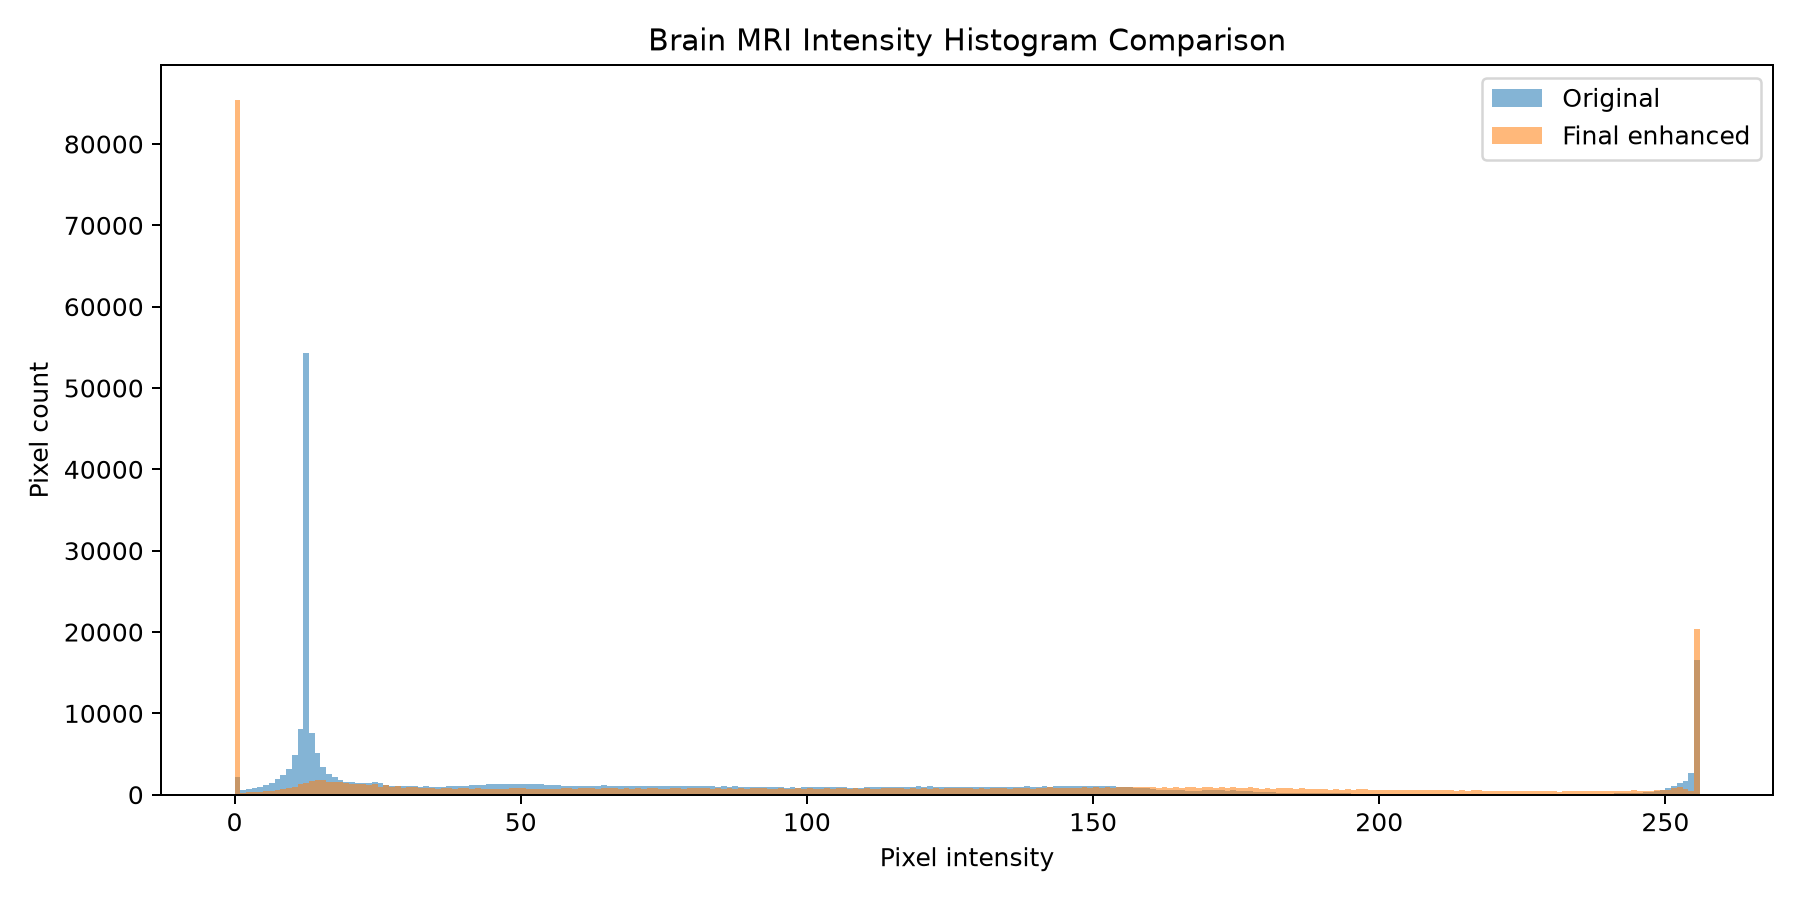 Brain MRI Intensity Histogram Comparison
Original
Final enhanced
Pixel count
80000
70000
60000
50000
40000
30000
20000
10000
0
0 50 100 150 200 250
Pixel intensity